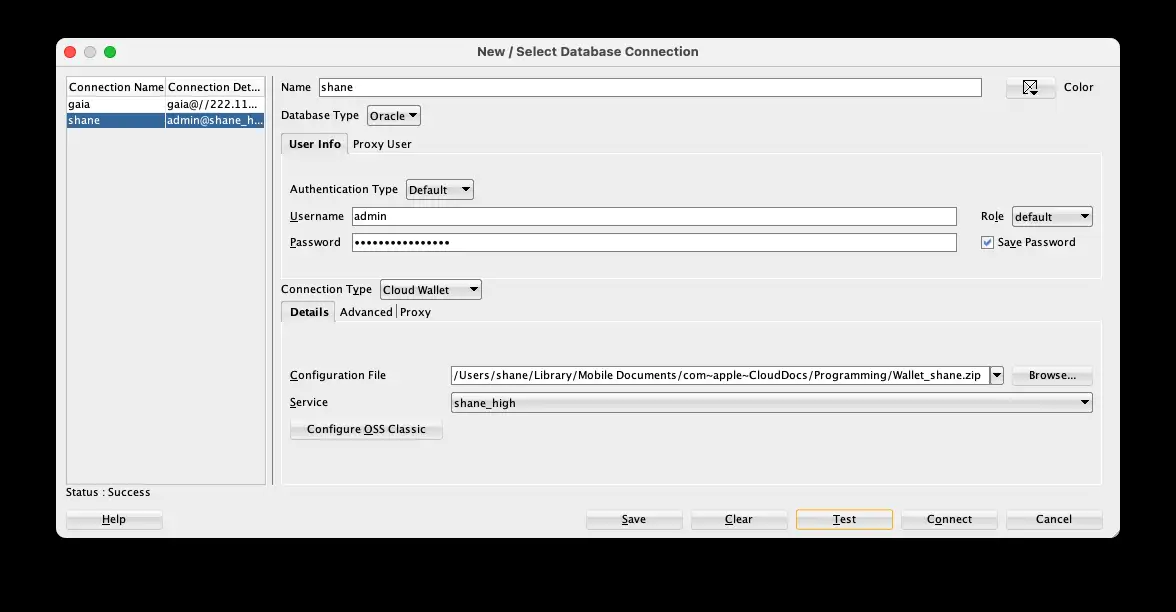 New / Select Database Connection
Connection Name Connection Det...
gaia gaia@//222.11...
shane admin@shane_h...
Name shane Color
Database Type Oracle
User Info Proxy User
Authentication Type Default
Username admin Role default
Password •••••••••••••••• Save Password
Connection Type Cloud Wallet
Details Advanced Proxy
Configuration File /Users/shane/Library/Mobile Documents/com~apple~CloudDocs/Programming/Wallet_shane.zip Browse...
Service shane_high
Configure OSS Classic
Status : Success
Help Save Clear Test Connect Cancel